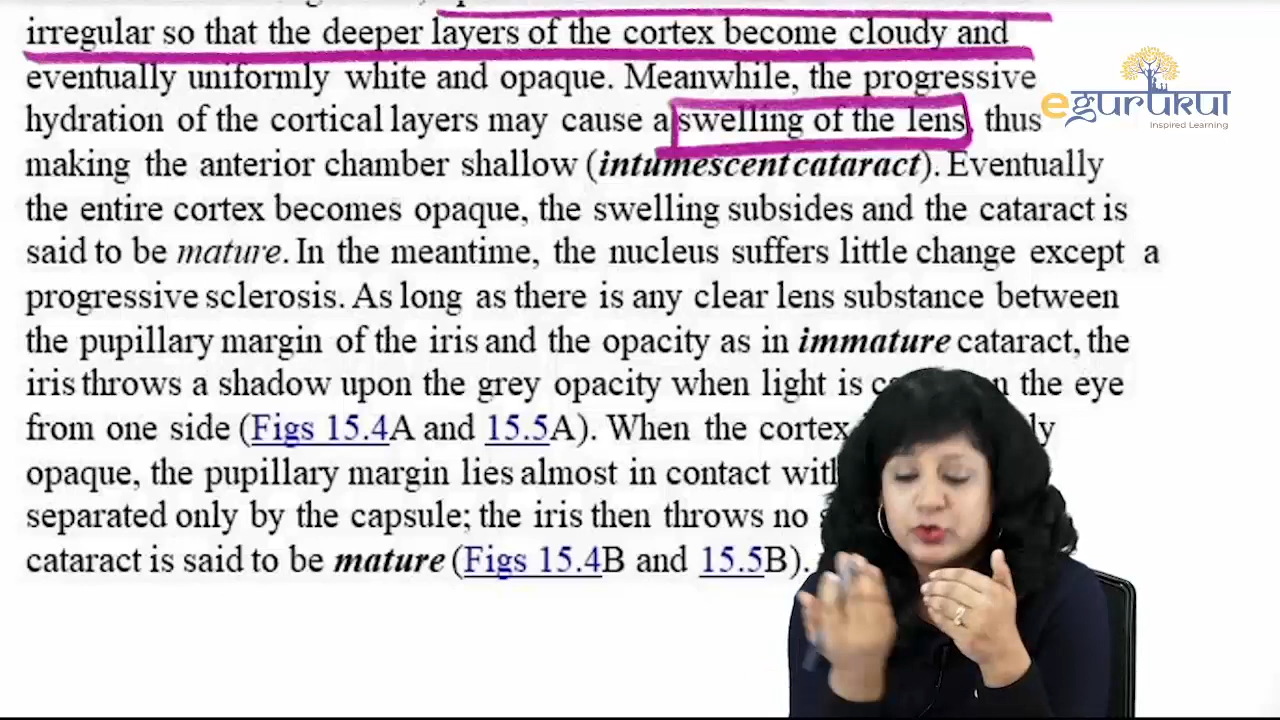 irregular so that the deeper layers of the cortex become cloudy and
eventually uniformly white and opaque. Meanwhile, the progressive
hydration of the cortical layers may cause a swelling of the lens, thus
making the anterior chamber shallow (intumescent cataract). Eventually
the entire cortex becomes opaque, the swelling subsides and the cataract is
said to be mature. In the meantime, the nucleus suffers little change except a
progressive sclerosis. As long as there is any clear lens substance between
the pupillary margin of the iris and the opacity as in immature cataract, the
iris throws a shadow upon the grey opacity when light is the eye
from one side (Figs 15.4A and 15.5A). When the cortex
opaque, the pupillary margin lies almost in contact with
separated only by the capsule; the iris then throws no
cataract is said to be mature (Figs 15.4B and 15.5B).
egurukul
Inspired Learning